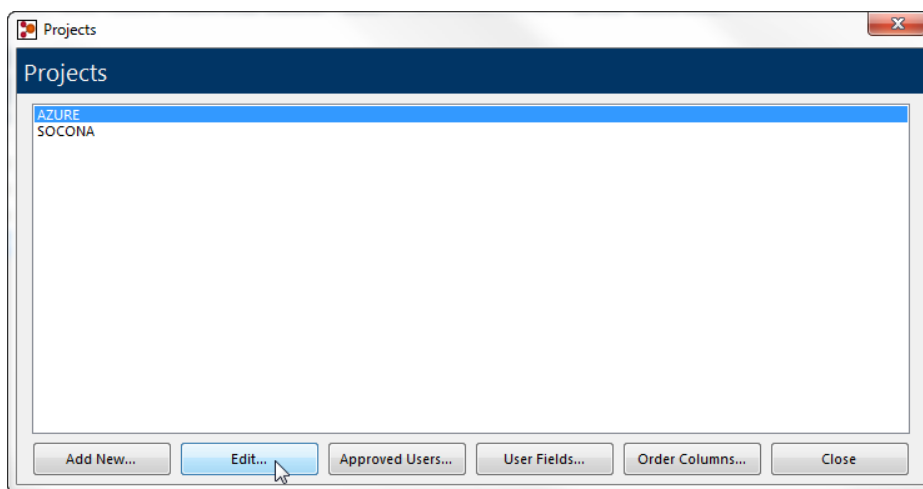 Projects
Projects
AZURE
SOCONA
Add New... Edit... Approved Users... User Fields... Order Columns... Close